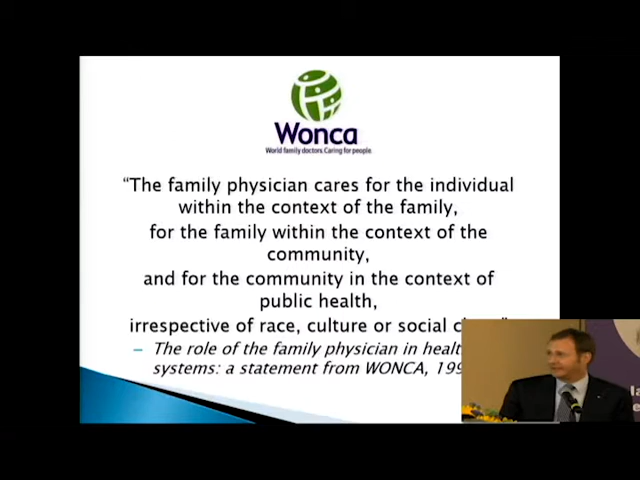 Wonca
World family doctors. Caring for people.
“The family physician cares for the individual
within the context of the family,
for the family within the context of the
community,
and for the community in the context of
public health,
irrespective of race, culture or social
– The role of the family physician in
systems: a statement from WONCA,